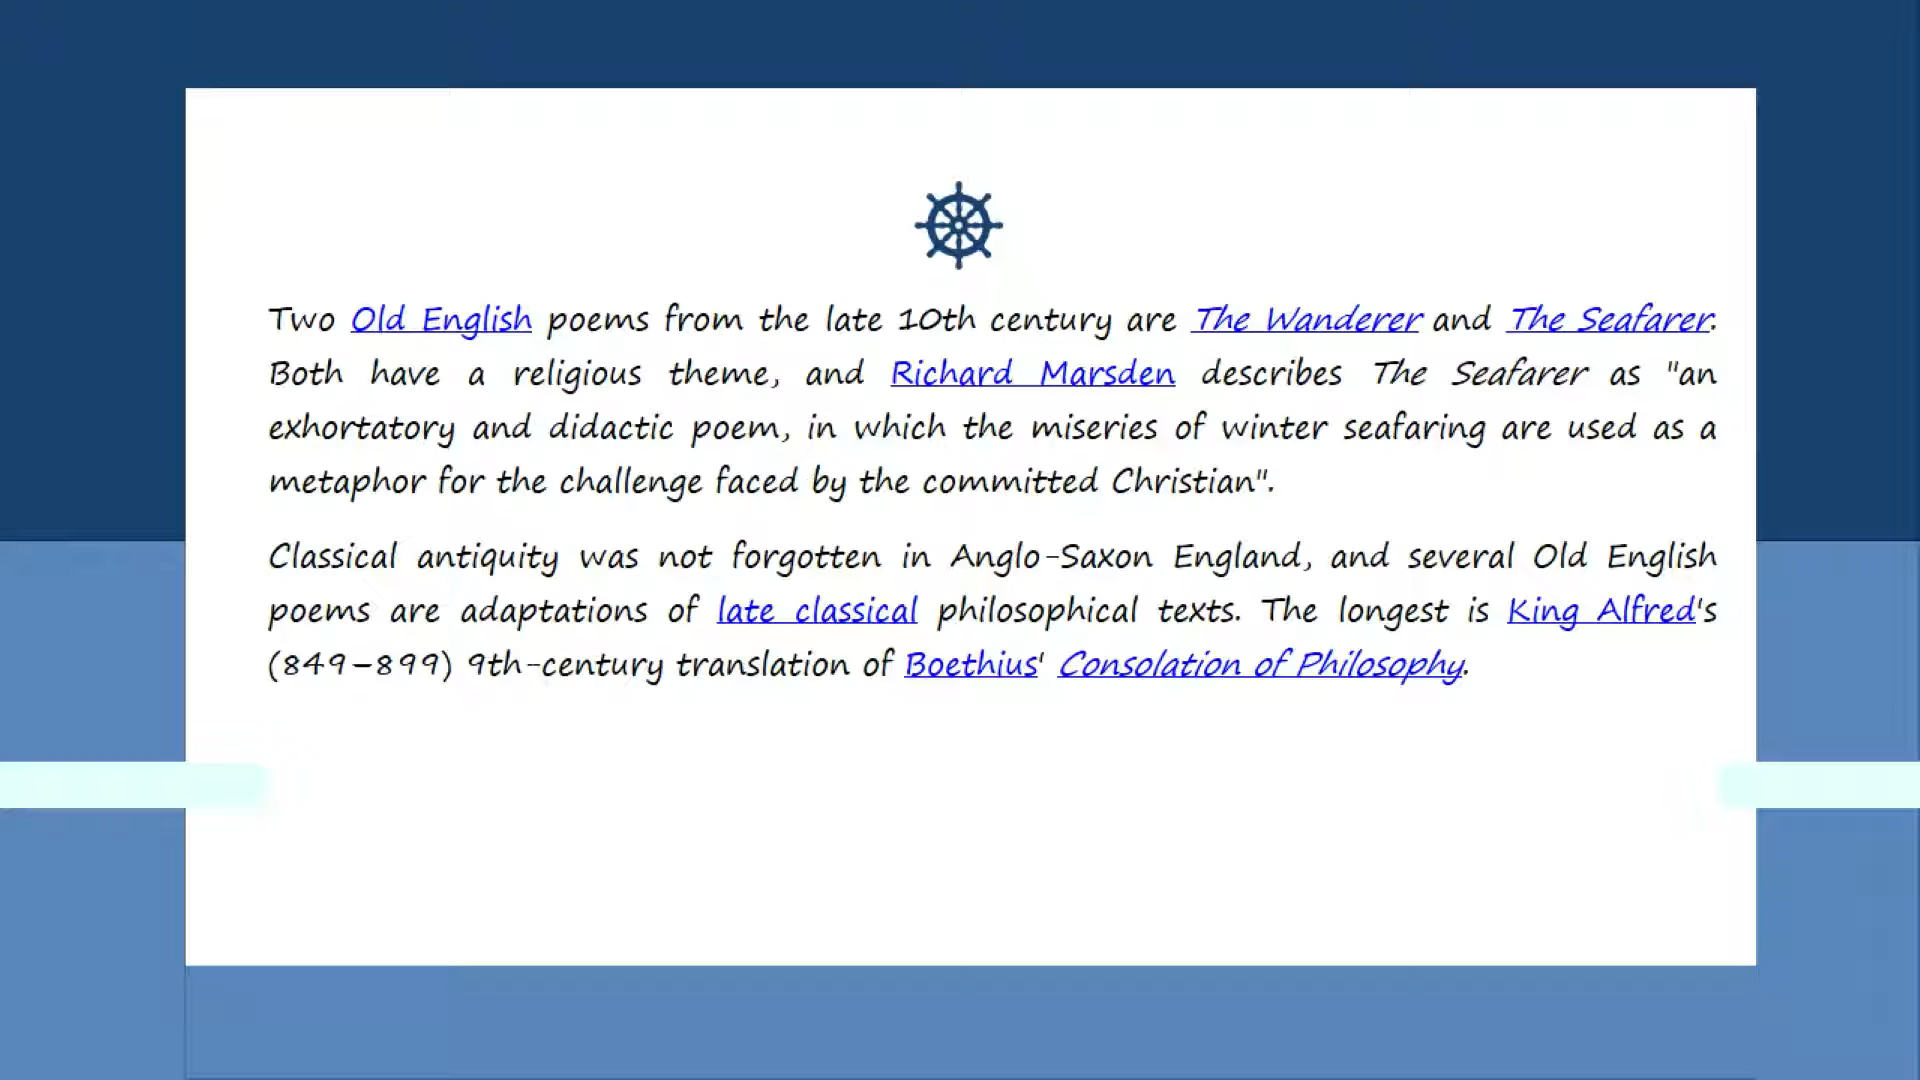 Two Old English poems from the late 10th century are The Wanderer and The Seafarer.
Both have a religious theme, and Richard Marsden describes The Seafarer as "an
exhortatory and didactic poem, in which the miseries of winter seafaring are used as a
metaphor for the challenge faced by the committed Christian".
Classical antiquity was not forgotten in Anglo-Saxon England, and several Old English
poems are adaptations of late classical philosophical texts. The longest is King Alfred's
(849–899) 9th-century translation of Boethius' Consolation of Philosophy.